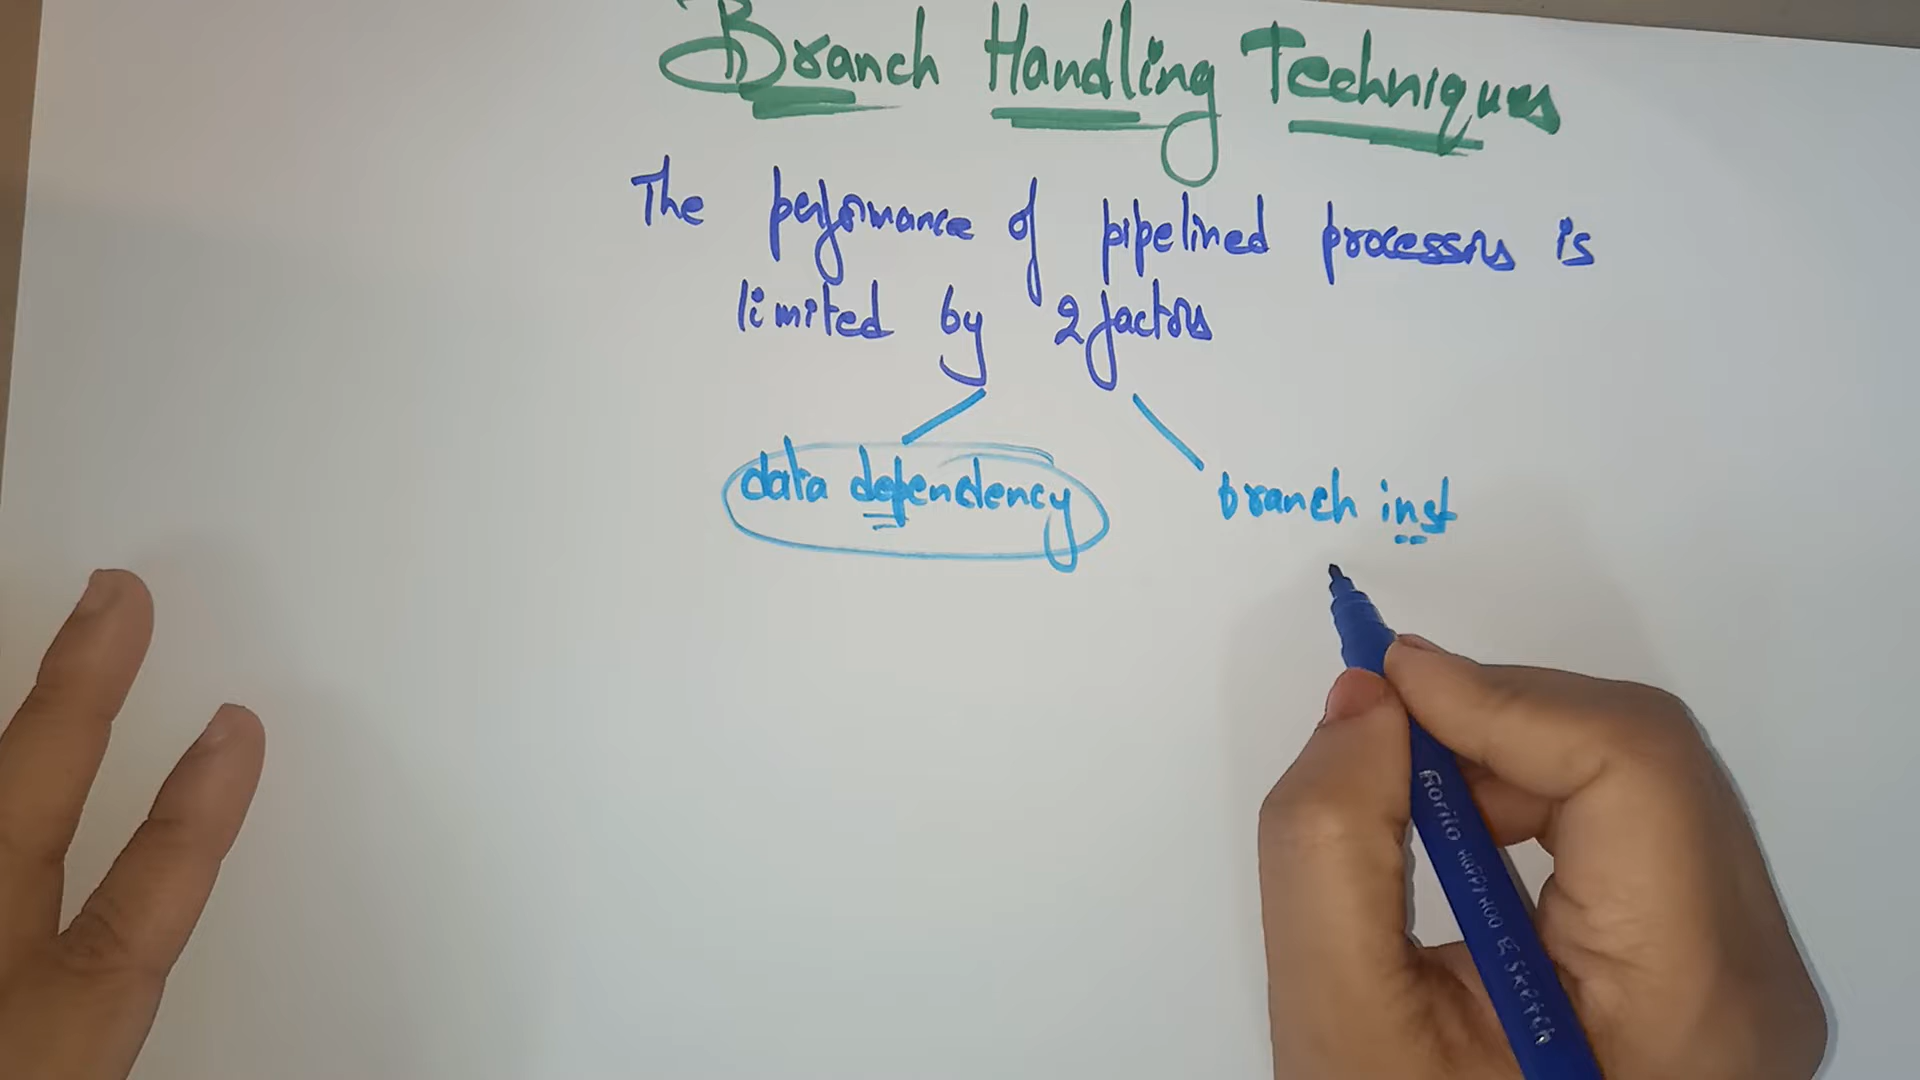 Branch Handling Techniques
The performance of pipelined processors is
limited by 2 factors
data dependency
branch inst